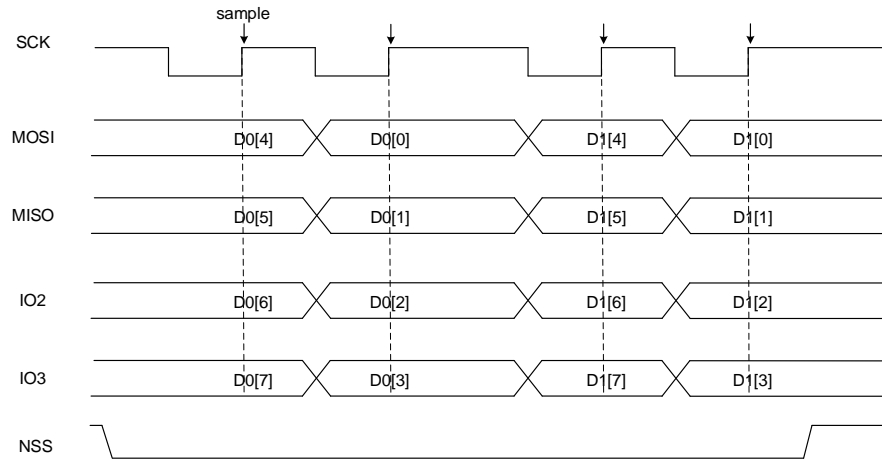 sample
SCK
MOSI D0[4] D0[0] D1[4] D1[0]
MISO D0[5] D0[1] D1[5] D1[1]
IO2 D0[6] D0[2] D1[6] D1[2]
IO3 D0[7] D0[3] D1[7] D1[3]
NSS